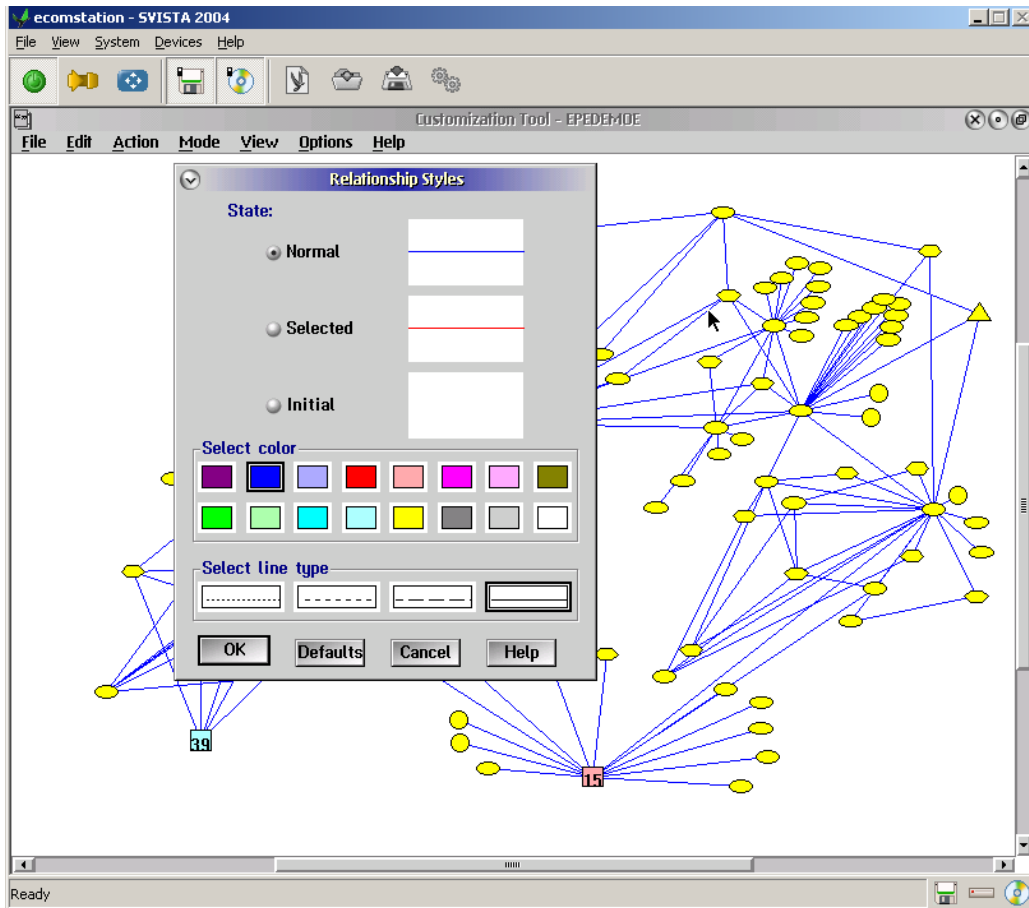 ecomstation - SVISTA 2004
File View System Devices Help
Customization Tool - EPEDEMOE
File Edit Action Mode View Options Help
Relationship Styles
State:
Normal
Selected
Initial
Select color
Select line type
OK Defaults Cancel Help
39
15
Ready